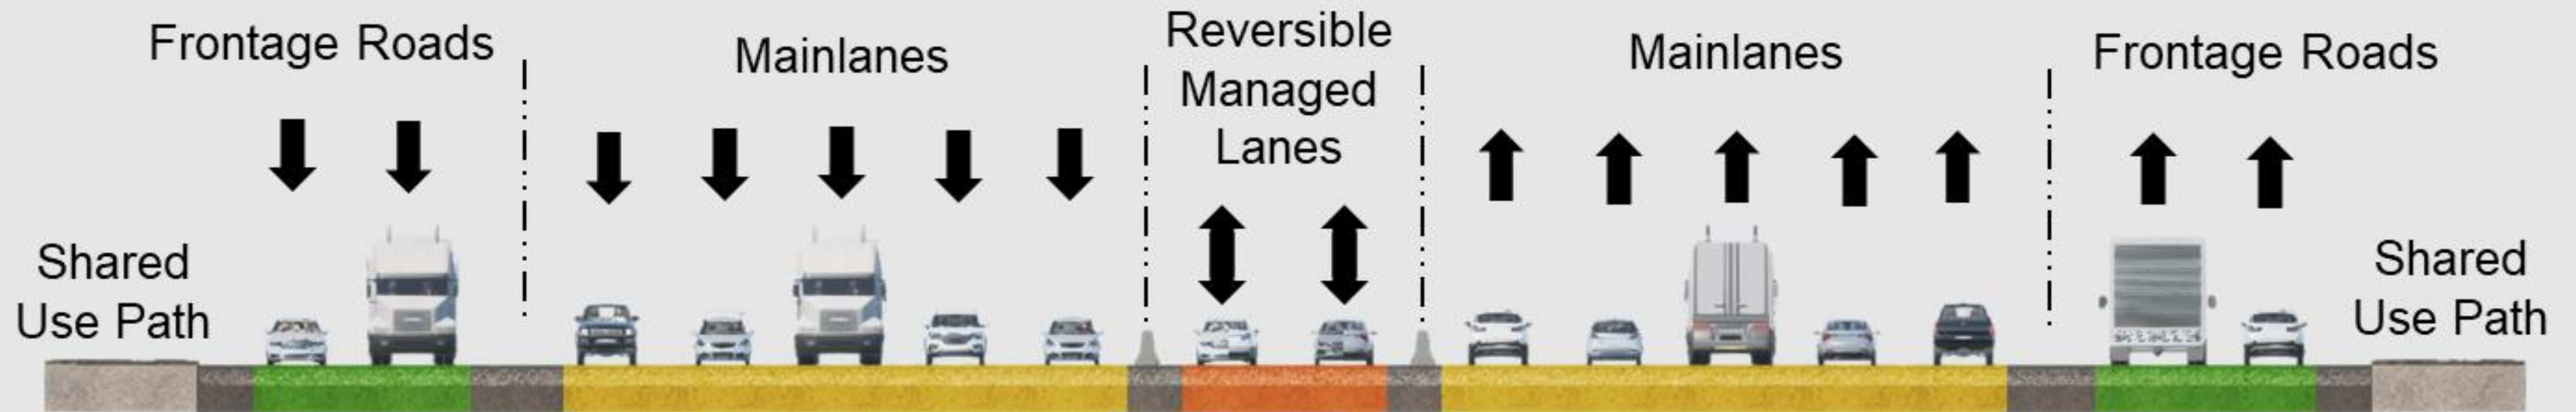 Frontage Roads
Mainlanes
Reversible
Managed
Lanes
Mainlanes
Frontage Roads
Shared
Use Path
Shared
Use Path